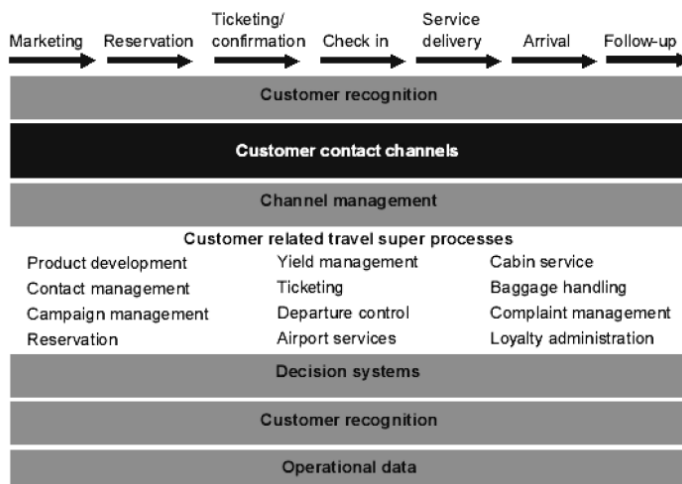 Marketing
Reservation
Ticketing/
confirmation
Check in
Service
delivery
Arrival
Follow-up
Customer recognition
Customer contact channels
Channel management
Customer related travel super processes
Product development Yield management Cabin service
Contact management Ticketing Baggage handling
Campaign management Departure control Complaint management
Reservation Airport services Loyalty administration
Decision systems
Customer recognition
Operational data